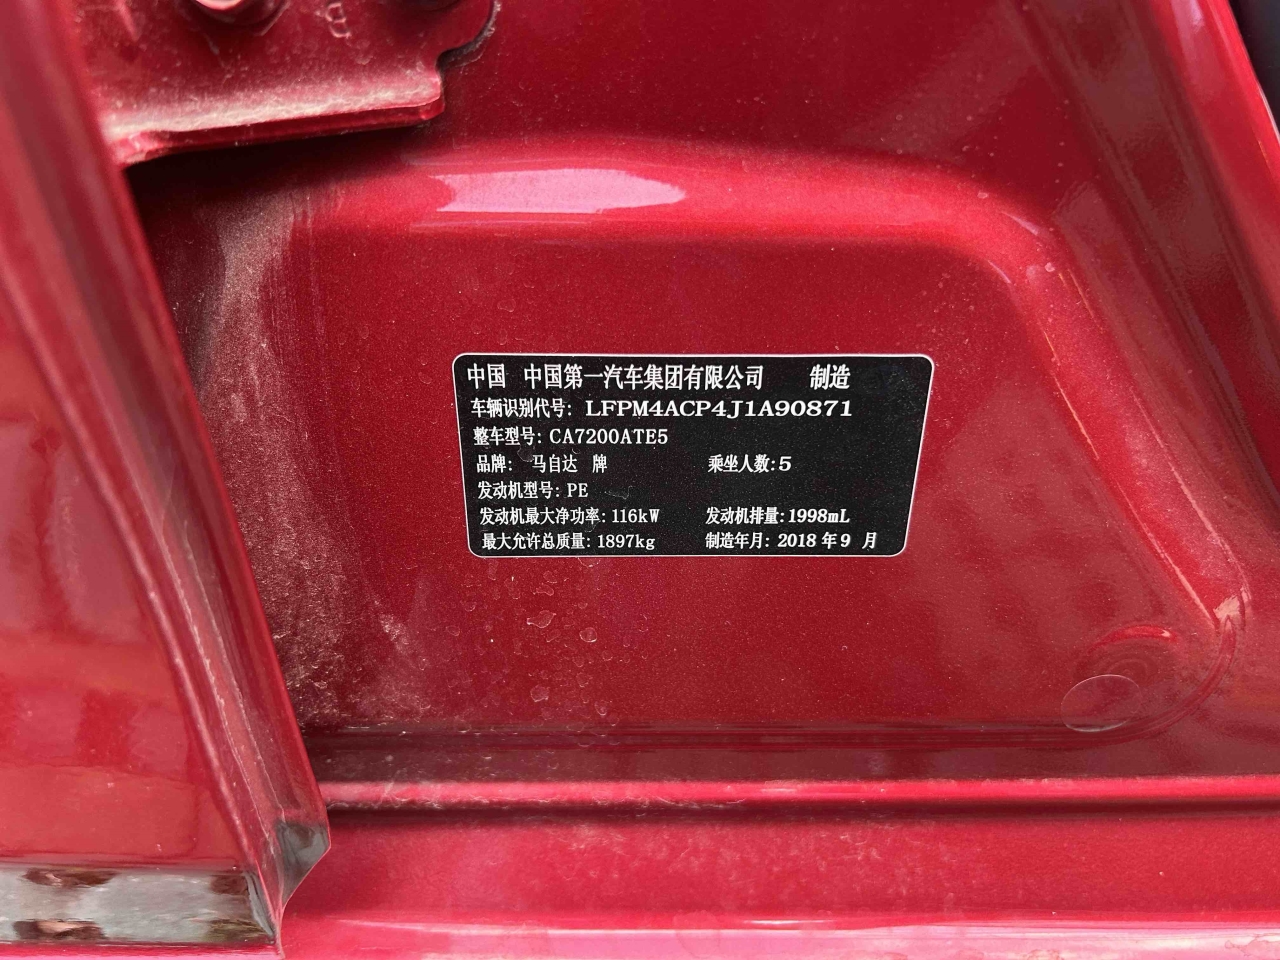 中国 中国第一汽车集团有限公司 制造
车辆识别代号: LFPM4ACP4J1A90871
整车型号: CA7200ATE5
品牌: 马自达 牌 乘坐人数: 5
发动机型号: PE
发动机最大净功率: 116kW 发动机排量: 1998mL
最大允许总质量: 1897kg 制造年月: 2018 年 9 月